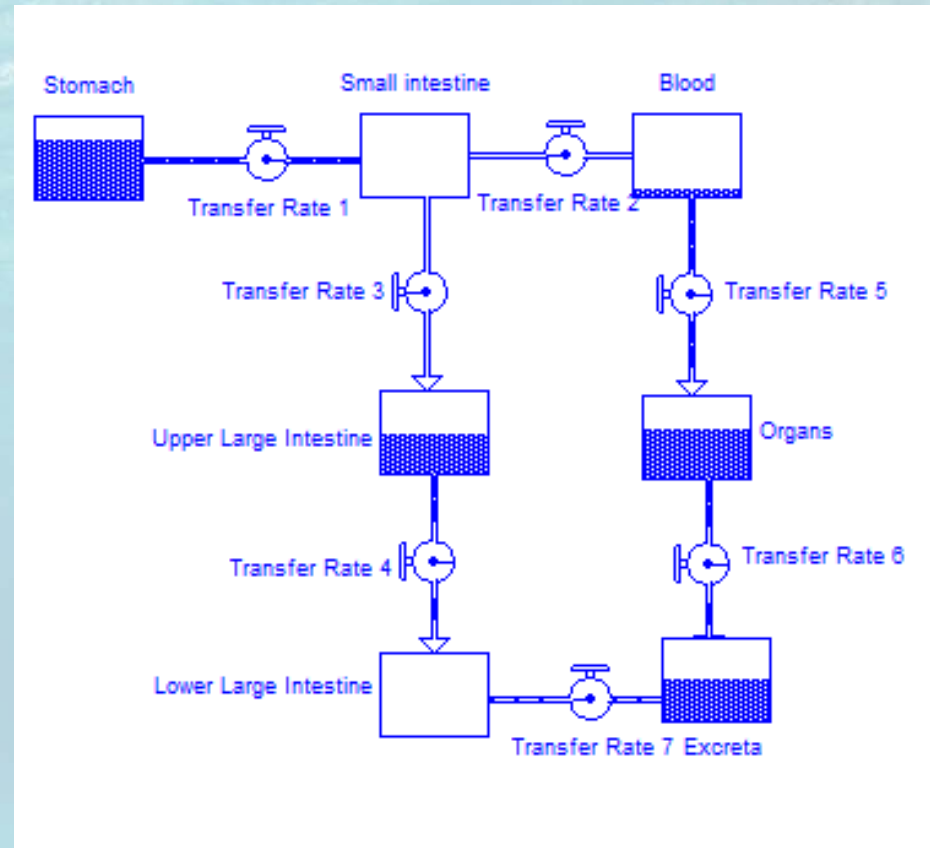 Stomach
Small intestine
Blood
Transfer Rate 1
Transfer Rate 2
Transfer Rate 3
Transfer Rate 5
Upper Large Intestine
Organs
Transfer Rate 4
Transfer Rate 6
Lower Large Intestine
Transfer Rate 7 Excreta